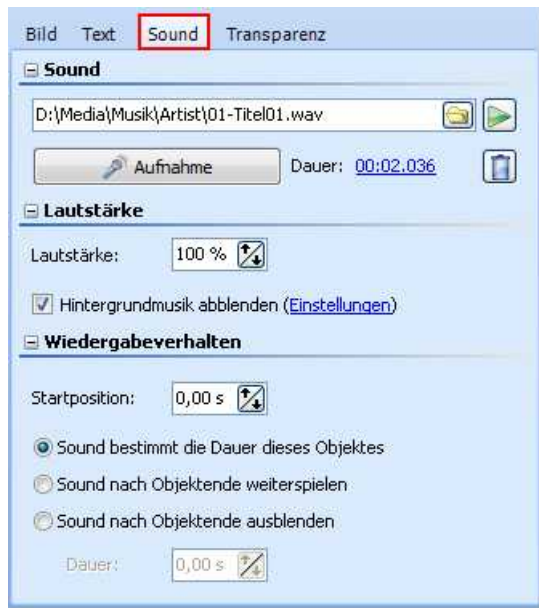 Bild Text Sound Transparenz
Sound
D:\Media\Musik\Artist\01-Titel01.wav
Aufnahme Dauer: 00:02.036
Lautstärke
Lautstärke: 100 %
Hintergrundmusik abblenden (Einstellungen)
Wiedergabeverhalten
Startposition: 0,00 s
Sound bestimmt die Dauer dieses Objektes
Sound nach Objektende weiterspielen
Sound nach Objektende ausblenden
Dauer: 0,00 s